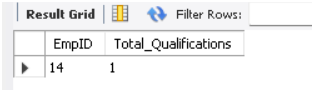 Result Grid Filter Rows:
EmpID Total_Qualifications
14 1